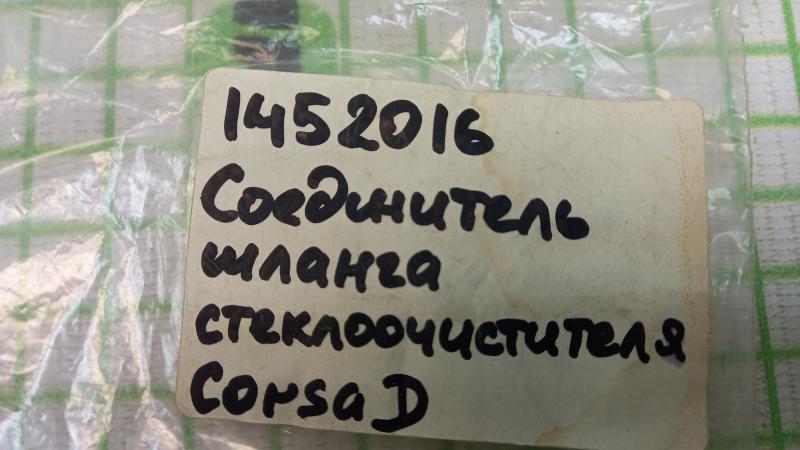 1452016
Соединитель
шланга
стеклоочистителя
Corsa D